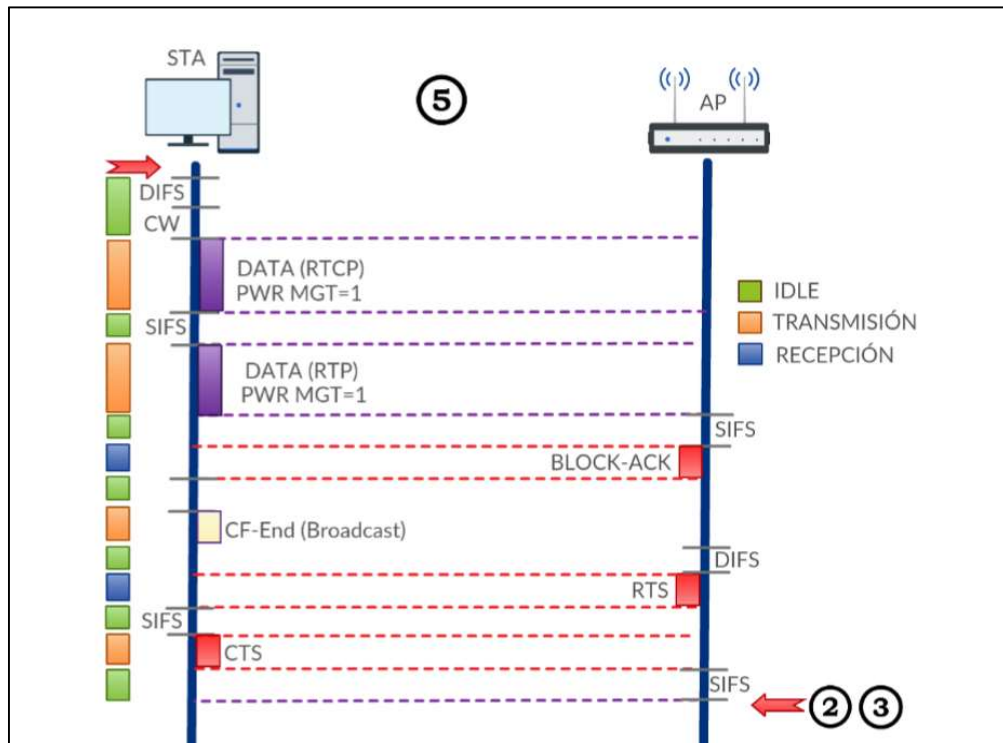 STA
5
AP
DIFS
CW
DATA (RTCP)
PWR MGT=1
IDLE
SIFS
TRANSMISIÓN
RECEPCIÓN
DATA (RTP)
PWR MGT=1
SIFS
BLOCK-ACK
CF-End (Broadcast)
DIFS
RTS
SIFS
CTS
SIFS
2 3